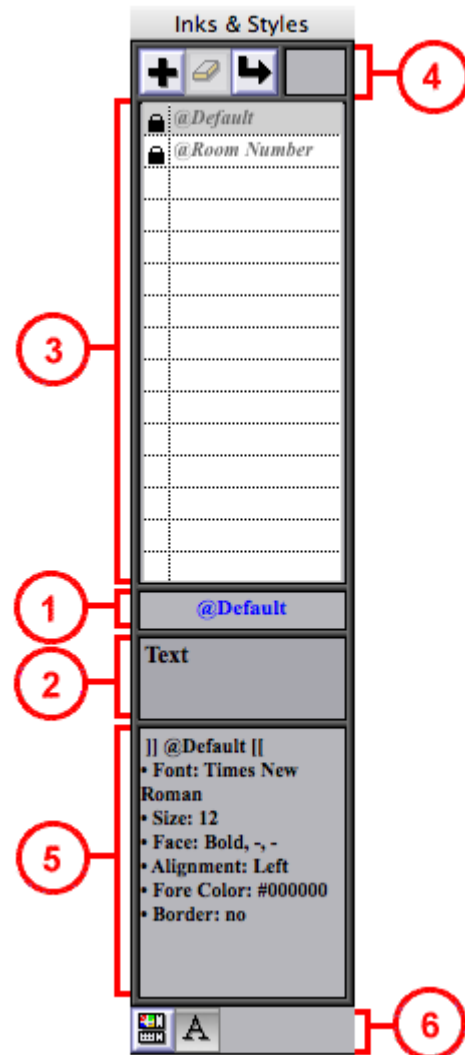 Inks & Styles
4
@Default
@Room Number
3
1
@Default
2
Text
5
]] @Default [[
• Font: Times New
Roman
• Size: 12
• Face: Bold, -, -
• Alignment: Left
• Fore Color: #000000
• Border: no
A
6